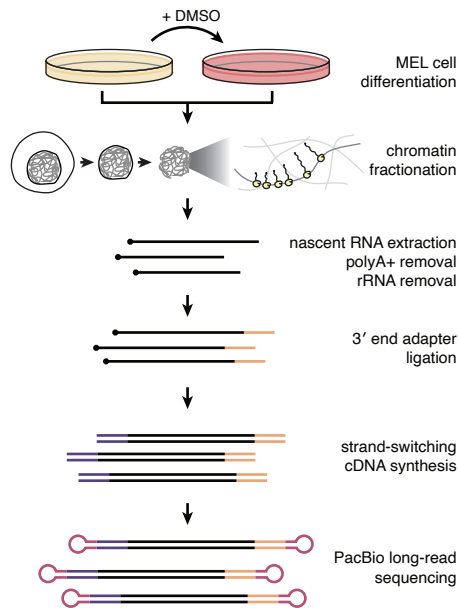 + DMSO
MEL cell
differentiation
chromatin
fractionation
nascent RNA extraction
polyA+ removal
rRNA removal
3′ end adapter
ligation
strand-switching
cDNA synthesis
PacBio long-read
sequencing